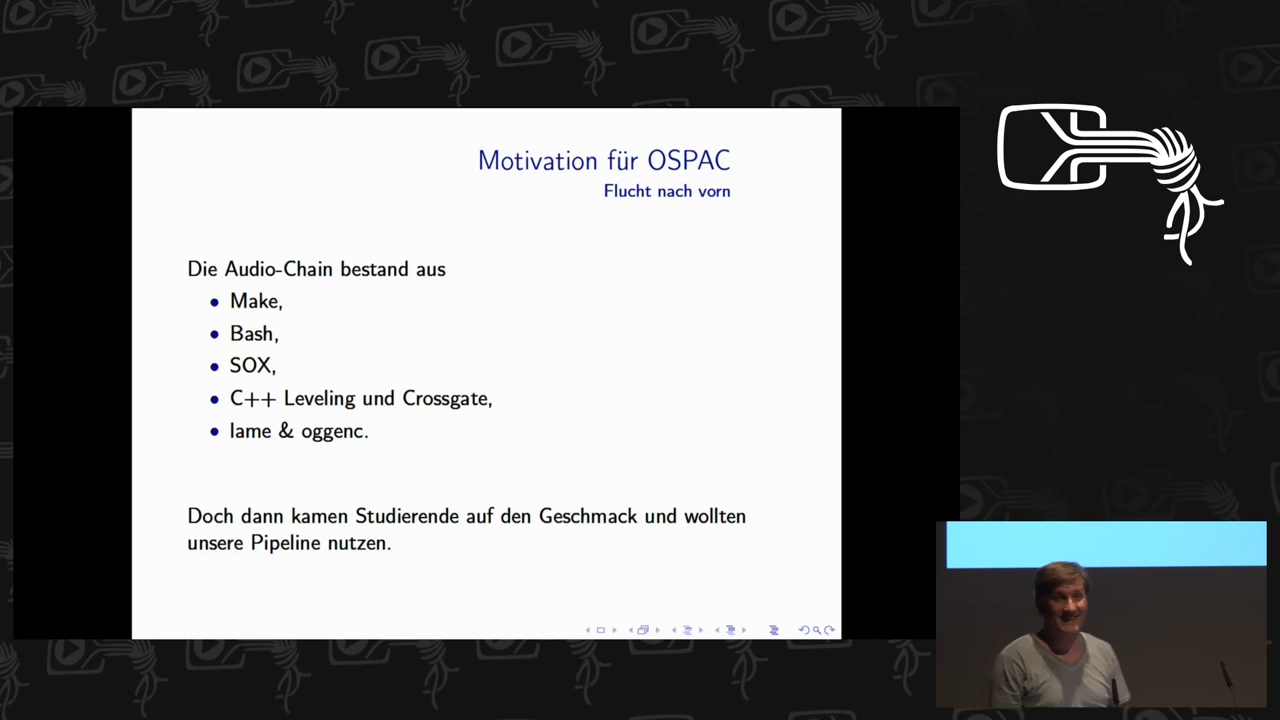 Motivation für OSPAC
Flucht nach vorn
Die Audio-Chain bestand aus
• Make,
• Bash,
• SOX,
• C++ Leveling und Crossgate,
• lame & oggenc.
Doch dann kamen Studierende auf den Geschmack und wollten
unsere Pipeline nutzen.